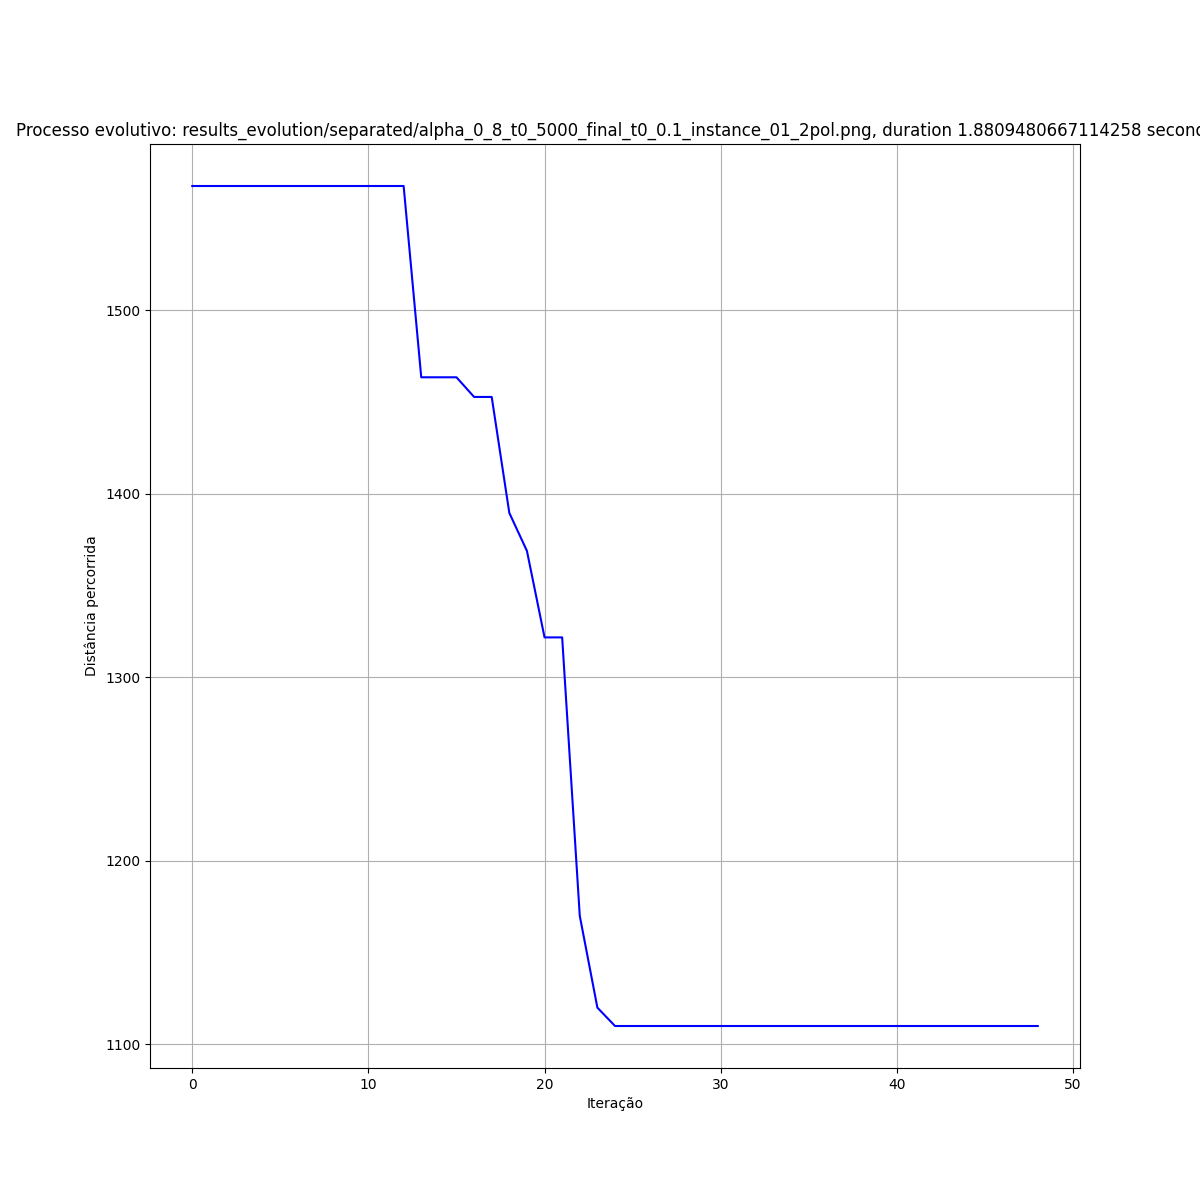 Processo evolutivo: results_evolution/separated/alpha_0_8_t0_5000_final_t0_0.1_instance_01_2pol.png, duration 1.8809480667114258 secon
1500
1400
1300
1200
1100
Distância percorrida
0 10 20 30 40 50
Iteração